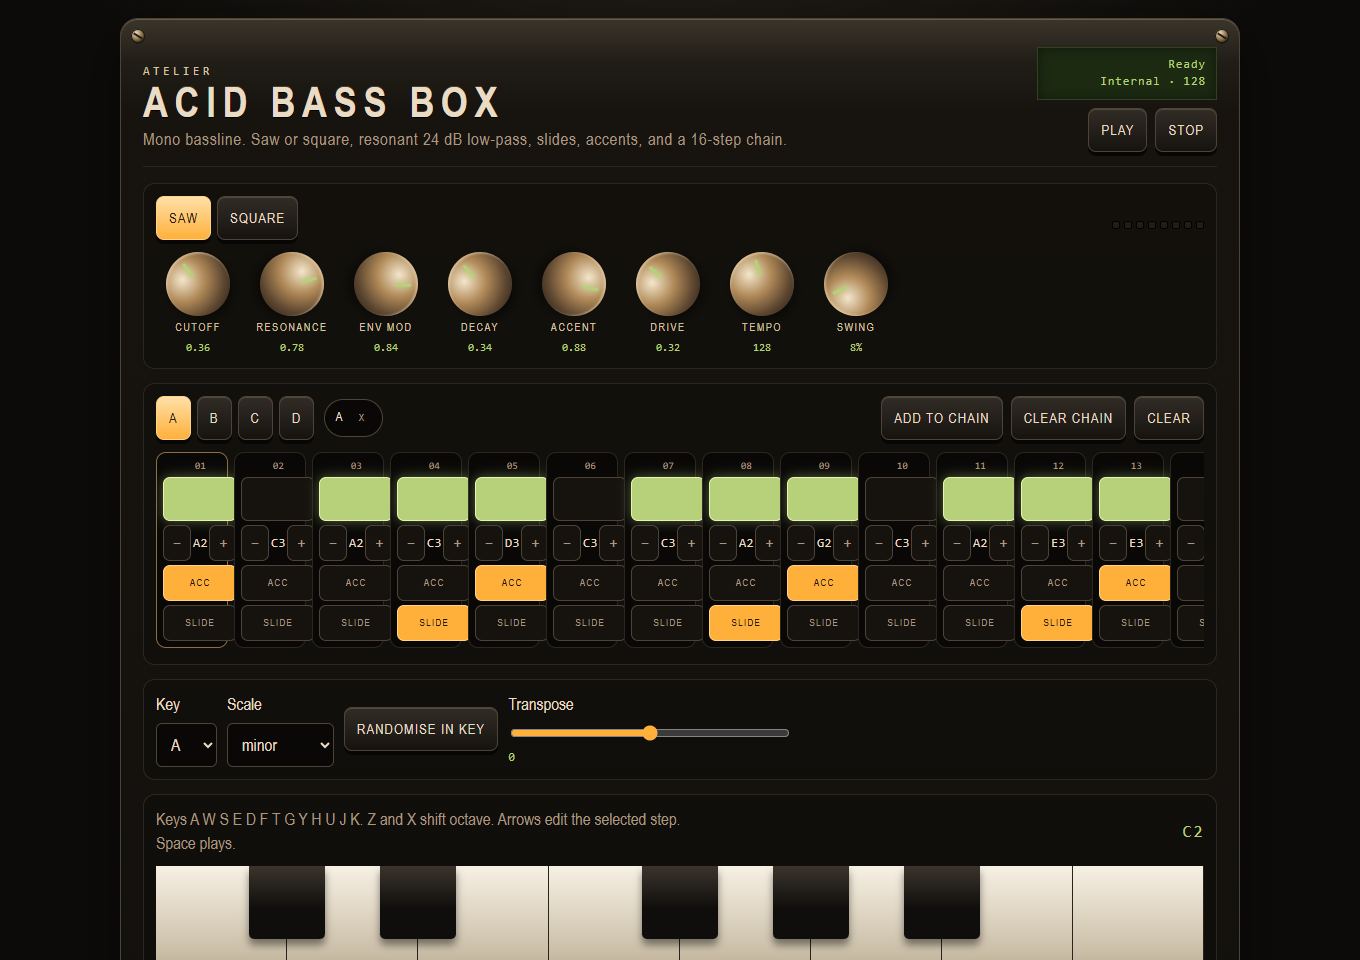 ATELIER
ACID BASS BOX
Mono bassline. Saw or square, resonant 24 dB low-pass, slides, accents, and a 16-step chain.
Ready
Internal · 128
PLAY STOP
SAW SQUARE
CUTOFF RESONANCE ENV MOD DECAY ACCENT DRIVE TEMPO SWING
0.36 0.78 0.84 0.34 0.88 0.32 128 8%
A B C D A x ADD TO CHAIN CLEAR CHAIN CLEAR
01 02 03 04 05 06 07 08 09 10 11 12 13
− A2 + − C3 + − A2 + − C3 + − D3 + − C3 + − C3 + − A2 + − G2 + − C3 + − A2 + − E3 + − E3 + −
ACC ACC ACC ACC ACC ACC ACC ACC ACC ACC ACC ACC ACC
SLIDE SLIDE SLIDE SLIDE SLIDE SLIDE SLIDE SLIDE SLIDE SLIDE SLIDE SLIDE SLIDE S
Key Scale Transpose
A minor RANDOMISE IN KEY
0
Keys A W S E D F T G Y H U J K. Z and X shift octave. Arrows edit the selected step.
Space plays.
C2